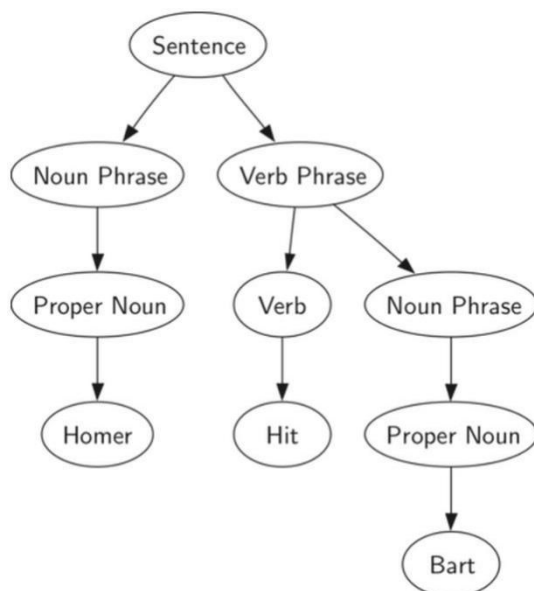 Sentence
Noun Phrase
Verb Phrase
Proper Noun
Verb
Noun Phrase
Homer
Hit
Proper Noun
Bart